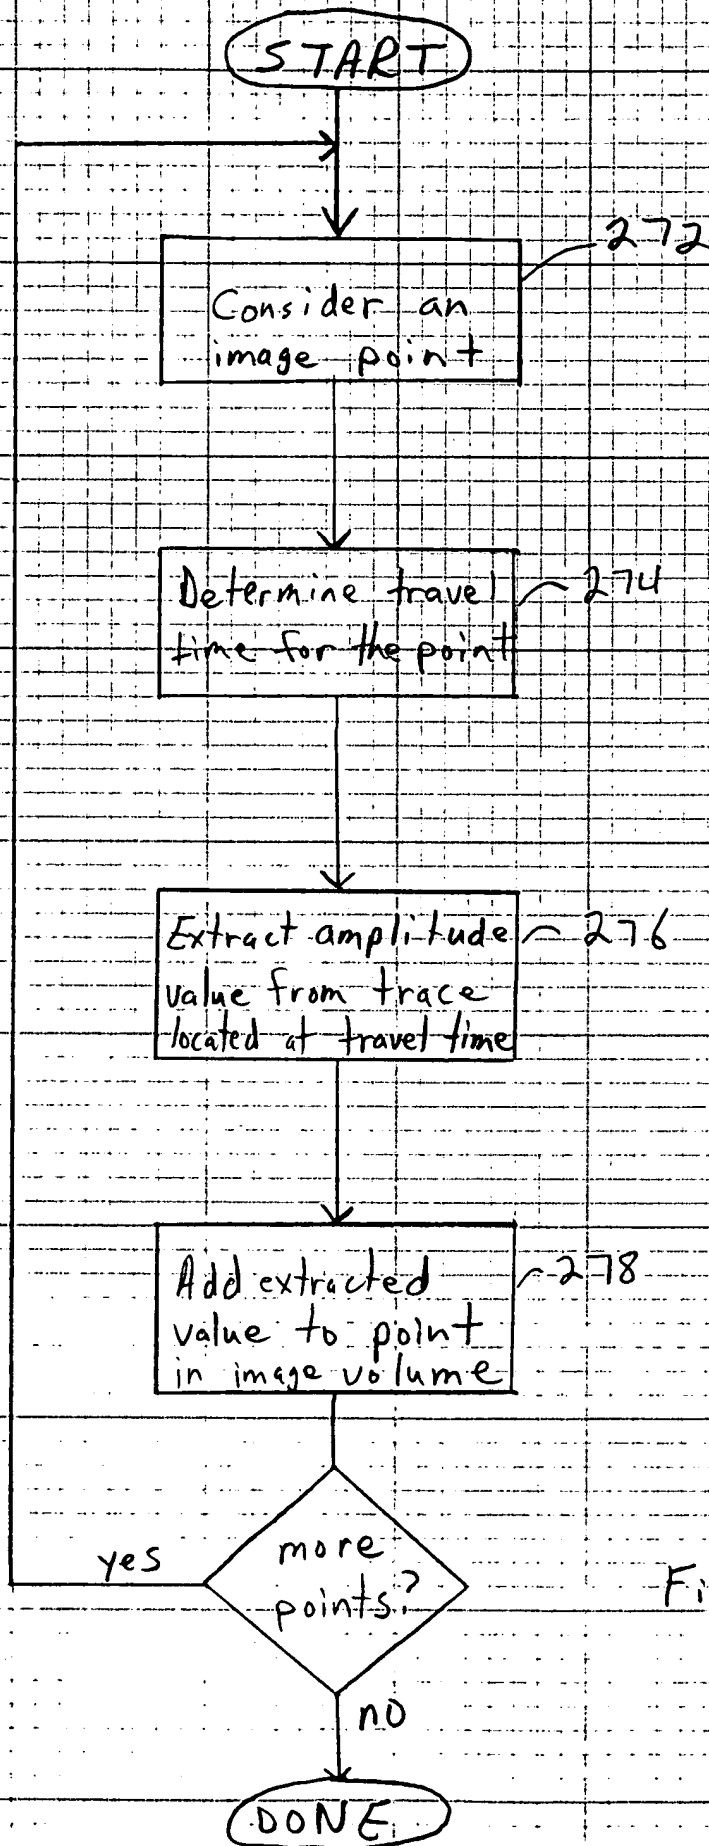 START
272
Consider an
image point
Determine travel
274
time for the point
Extract amplitude
276
value from trace
located at travel time
Add extracted
278
value to point
in image volume
more
points?
yes
no
DONE